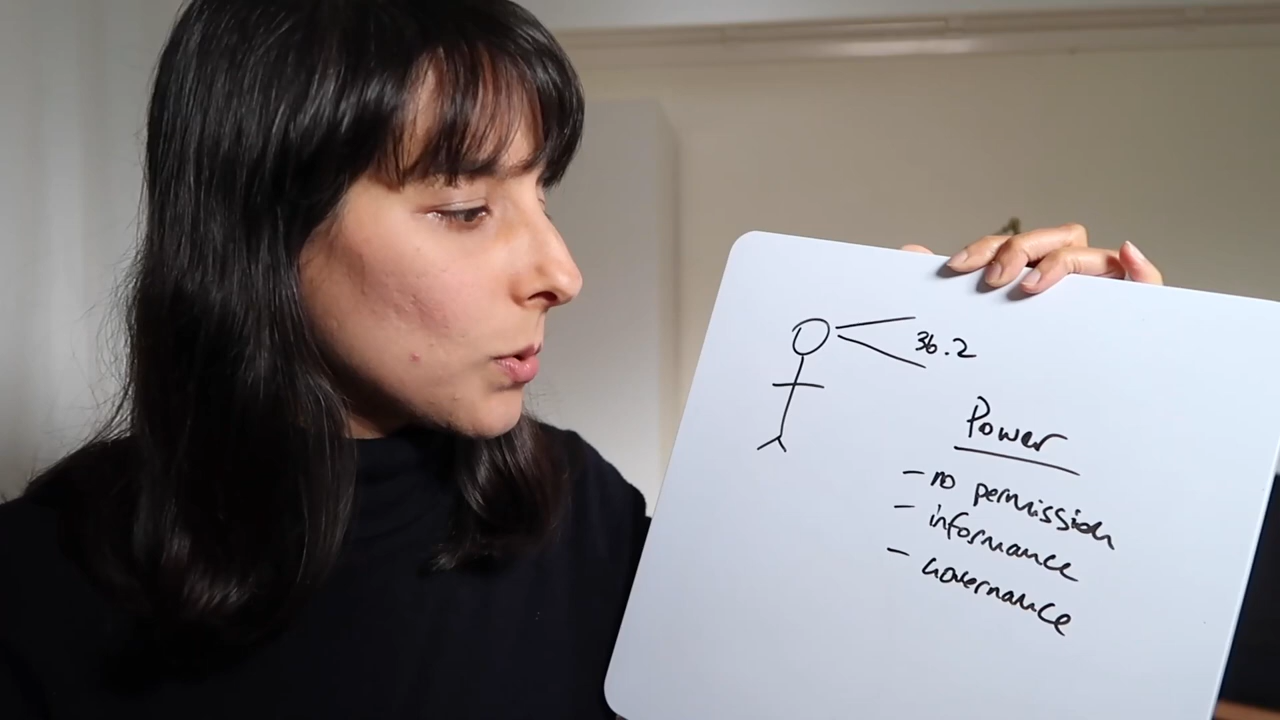 36.2
Power
- no permission
- informance
- governance